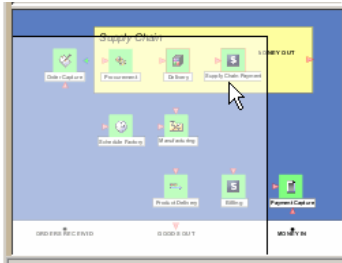 Supply Chain
MONEY OUT
Order Capture
Procurement
Delivery
Supply Chain Payment
Schedule Factory
Manufacturing
Product Delivery
Billing
Payment Capture
ORDERS RECEIVED
GOODS OUT
MONEY IN